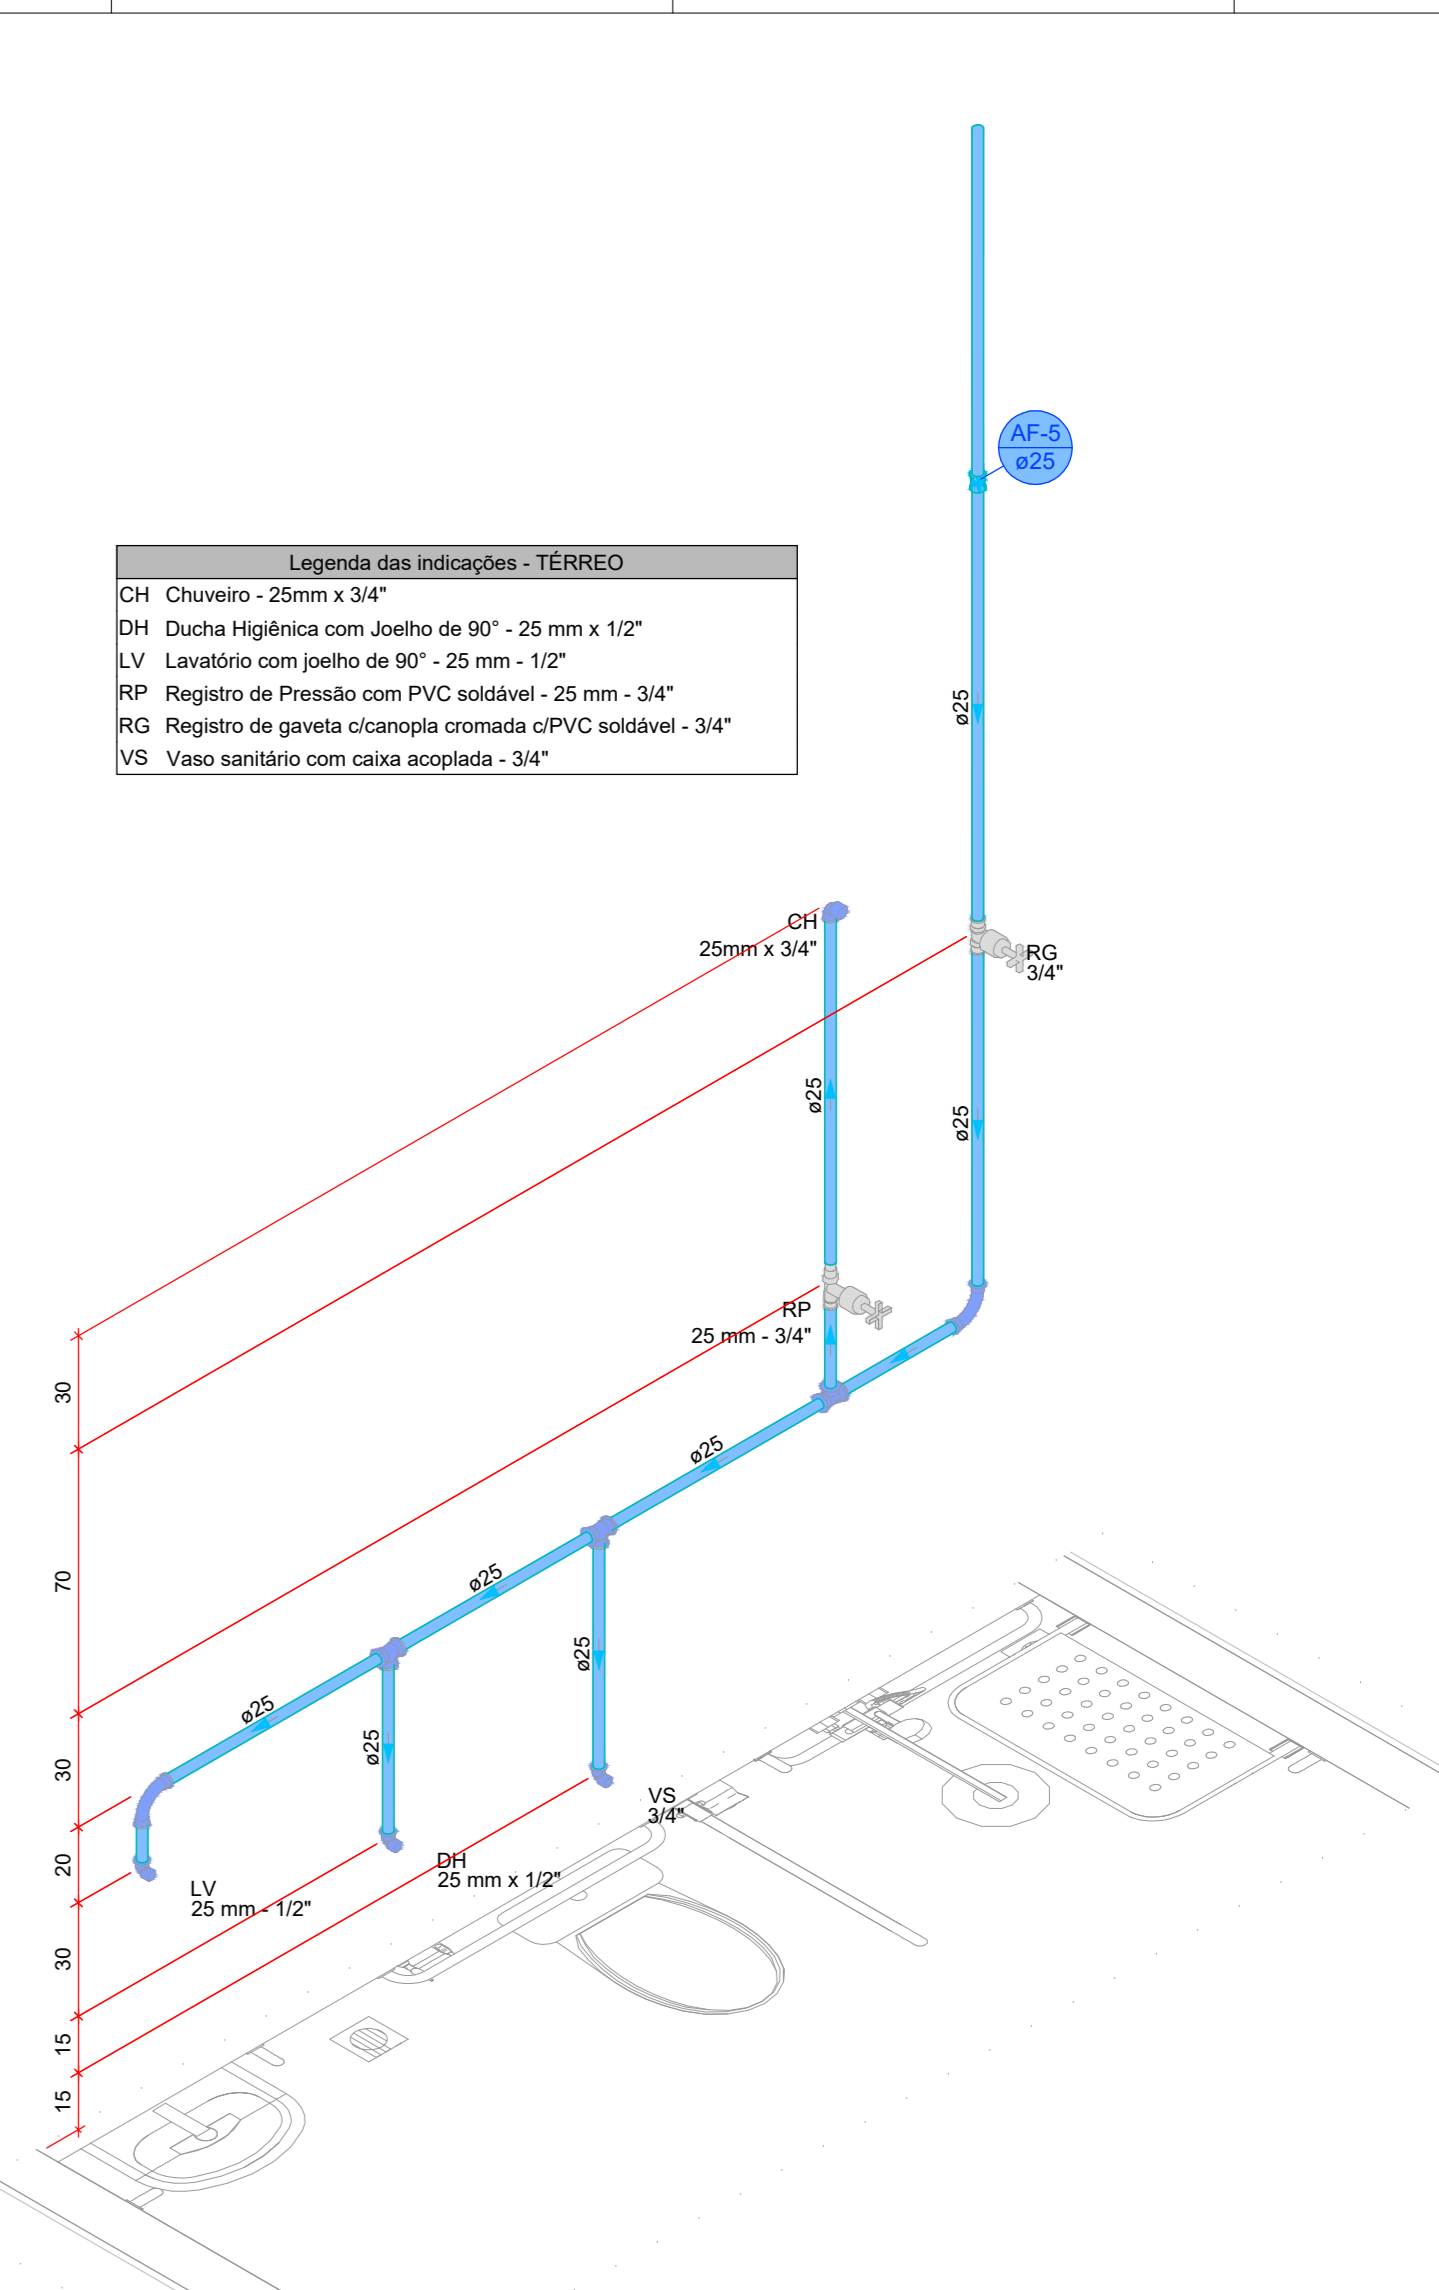 AF-5
ø25
Legenda das indicações - TÉRREO
CH Chuveiro - 25mm x 3/4"
DH Ducha Higiênica com Joelho de 90° - 25 mm x 1/2"
LV Lavatório com joelho de 90° - 25 mm - 1/2"
RP Registro de Pressão com PVC soldável - 25 mm - 3/4"
RG Registro de gaveta c/canopla cromada c/PVC soldável - 3/4"
VS Vaso sanitário com caixa acoplada - 3/4"
ø25
CH
25mm x 3/4"
RG
3/4"
ø25
ø25
RP
25 mm - 3/4"
30
ø25
70
ø25
ø25
ø25
ø25
30
VS
3/4"
20
DH
25 mm x 1/2"
LV
25 mm - 1/2"
30
15
15